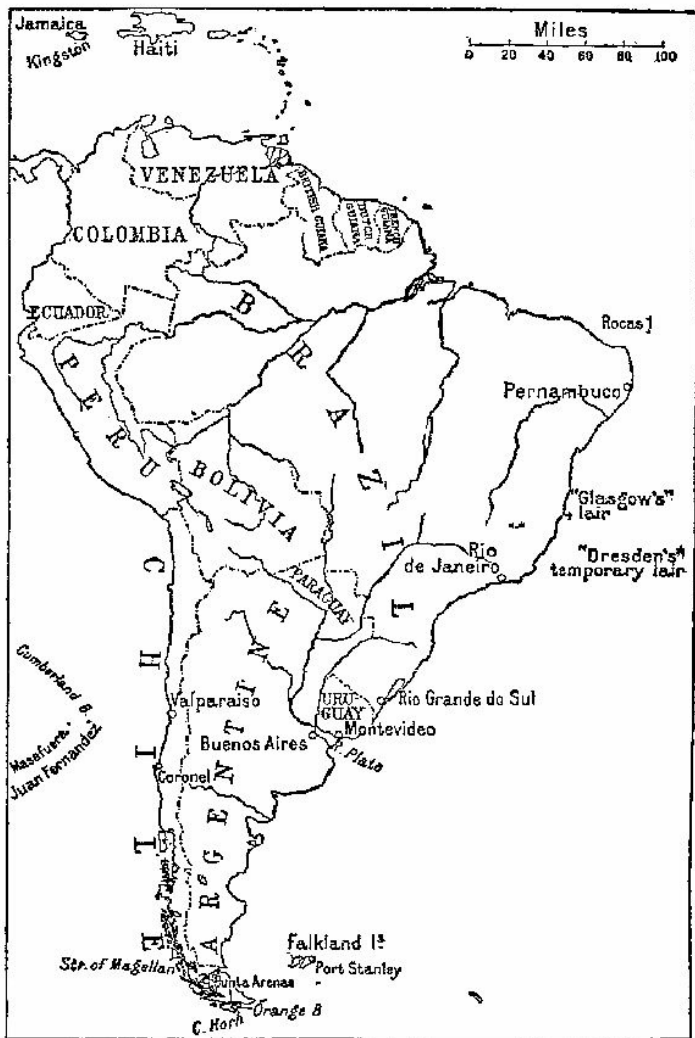 Jamaica
Kingston
Haiti
Miles
0 20 40 60 80 100
VENEZUELA
BRITISH GUIANA
DUTCH GUIANA
FRENCH GUIANA
COLOMBIA
ECUADOR
BRAZIL
Rocas I
PERU
Pernambuco
BOLIVIA
"Glasgow's"
lair
Rio
de Janeiro
"Dresden's"
temporary lair
PARAGUAY
CHILE
ARGENTINE
Cumberland B.
Masafuera
Juan Fernandez
Valparaiso
URU-
GUAY
Rio Grande do Sul
Montevideo
Buenos Aires
R. Plate
Coronel
Falkland Is
Port Stanley
Str. of Magellan
Punta Arenas
Orange B
C. Horn